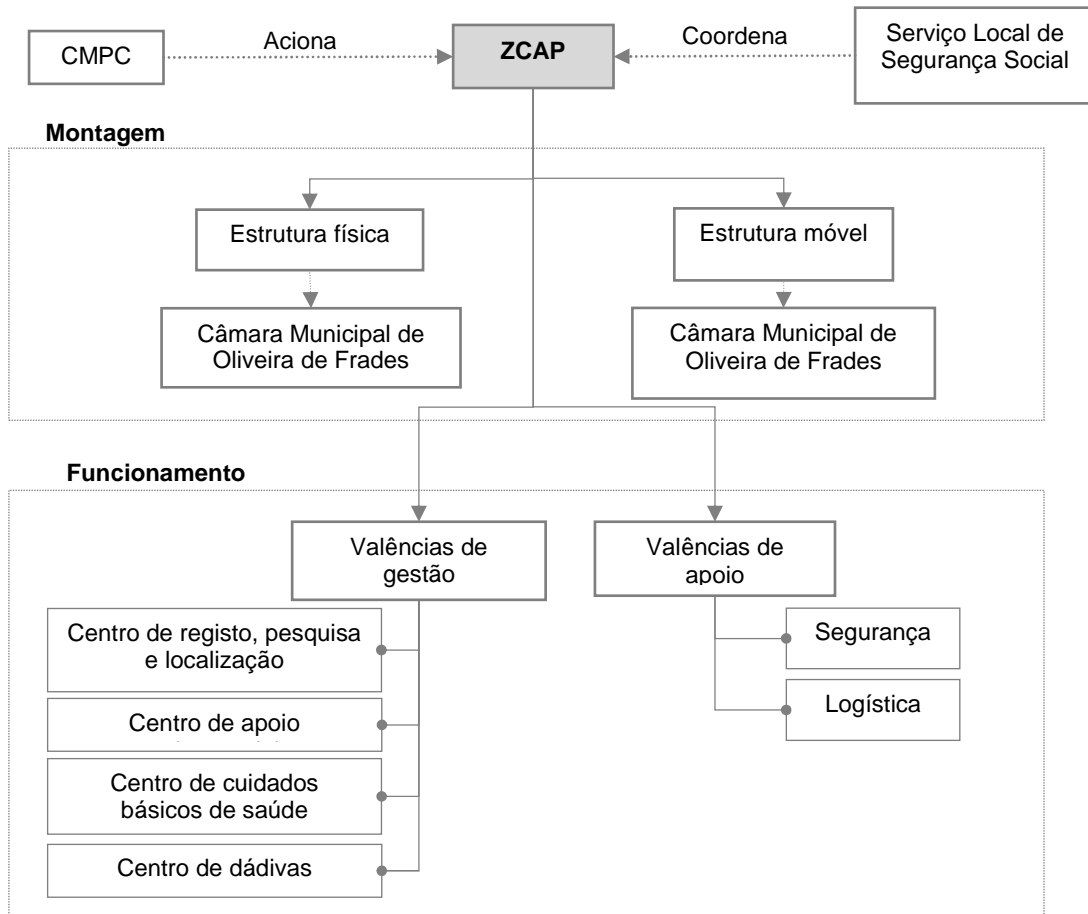 CMPC
Aciona
ZCAP
Coordena
Serviço Local de
Segurança Social
Montagem
Estrutura física
Estrutura móvel
Câmara Municipal de
Oliveira de Frades
Câmara Municipal de
Oliveira de Frades
Funcionamento
Valências de
gestão
Valências de
apoio
Centro de registo, pesquisa
e localização
Centro de apoio
Centro de cuidados
básicos de saúde
Centro de dádivas
Segurança
Logística